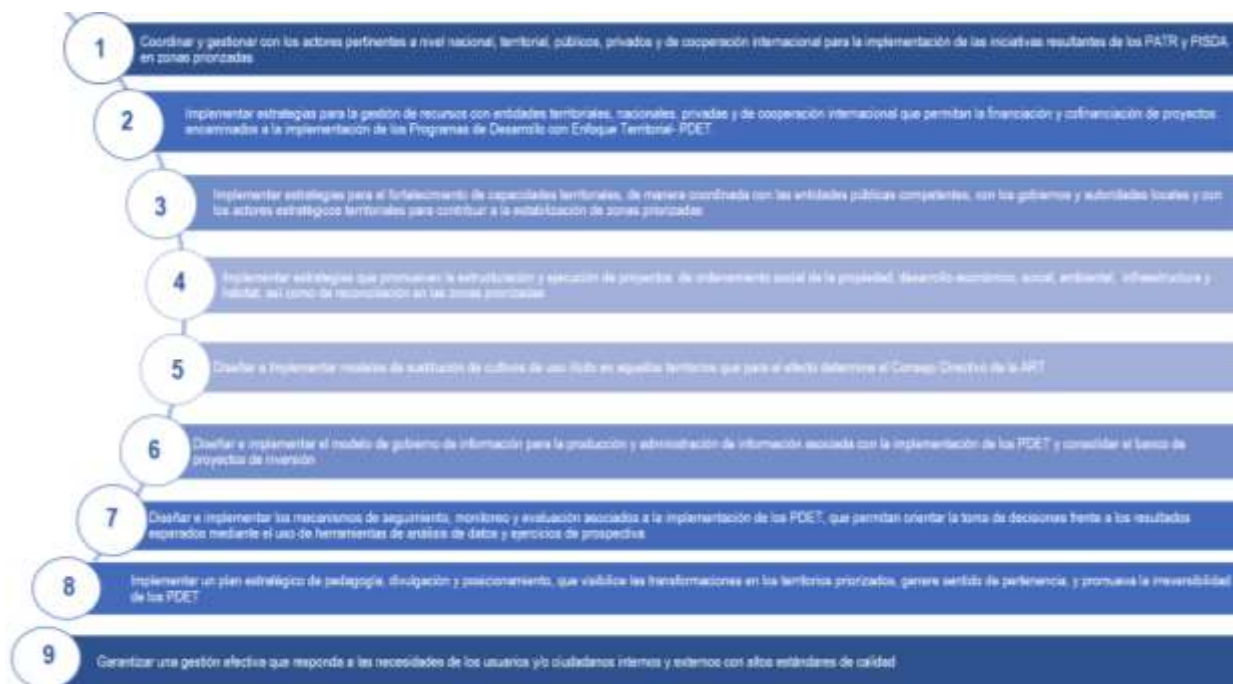 1
Coordinar y gestionar con los actores pertinentes a nivel nacional, territorial, públicos, privados y de cooperación internacional para la implementación de las iniciativas resultantes de los PATR y PISDA
en zonas priorizadas
2
Implementar estrategias para la gestión de recursos con entidades territoriales, nacionales, privadas y de cooperación internacional que permitan la financiación y cofinanciación de proyectos
encaminados a la implementación de los Programas de Desarrollo con Enfoque Territorial- PDET
3
Implementar estrategias para el fortalecimiento de capacidades territoriales, de manera coordinada con las entidades públicas competentes, con los gobiernos y autoridades locales y con
los actores estratégicos territoriales para contribuir a la estabilización de zonas priorizadas
4
Implementar estrategias que promuevan la estructuración y ejecución de proyectos de ordenamiento social de la propiedad, desarrollo económico, social, ambiental, infraestructura y
hábitat, así como de reconciliación en las zonas priorizadas
5
Diseñar e Implementar modelos de sustitución de cultivos de uso ilícito en aquellos territorios que para el efecto determine el Consejo Directivo de la ART
6
Diseñar e implementar el modelo de gobierno de información para la producción y administración de información asociada con la implementación de los PDET y consolidar el banco de
proyectos de inversión
7
Diseñar e implementar los mecanismos de seguimiento, monitoreo y evaluación asociados a la implementación de los PDET, que permitan orientar la toma de decisiones frente a los resultados
esperados mediante el uso de herramientas de análisis de datos y ejercicios de prospectiva
8
Implementar un plan estratégico de pedagogía, divulgación y posicionamiento, que visibilice las transformaciones en los territorios priorizados, genere sentido de pertenencia, y promueva la irreversibilidad
de los PDET
9
Garantizar una gestión efectiva que responda a las necesidades de los usuarios y/o ciudadanos internos y externos con altos estándares de calidad